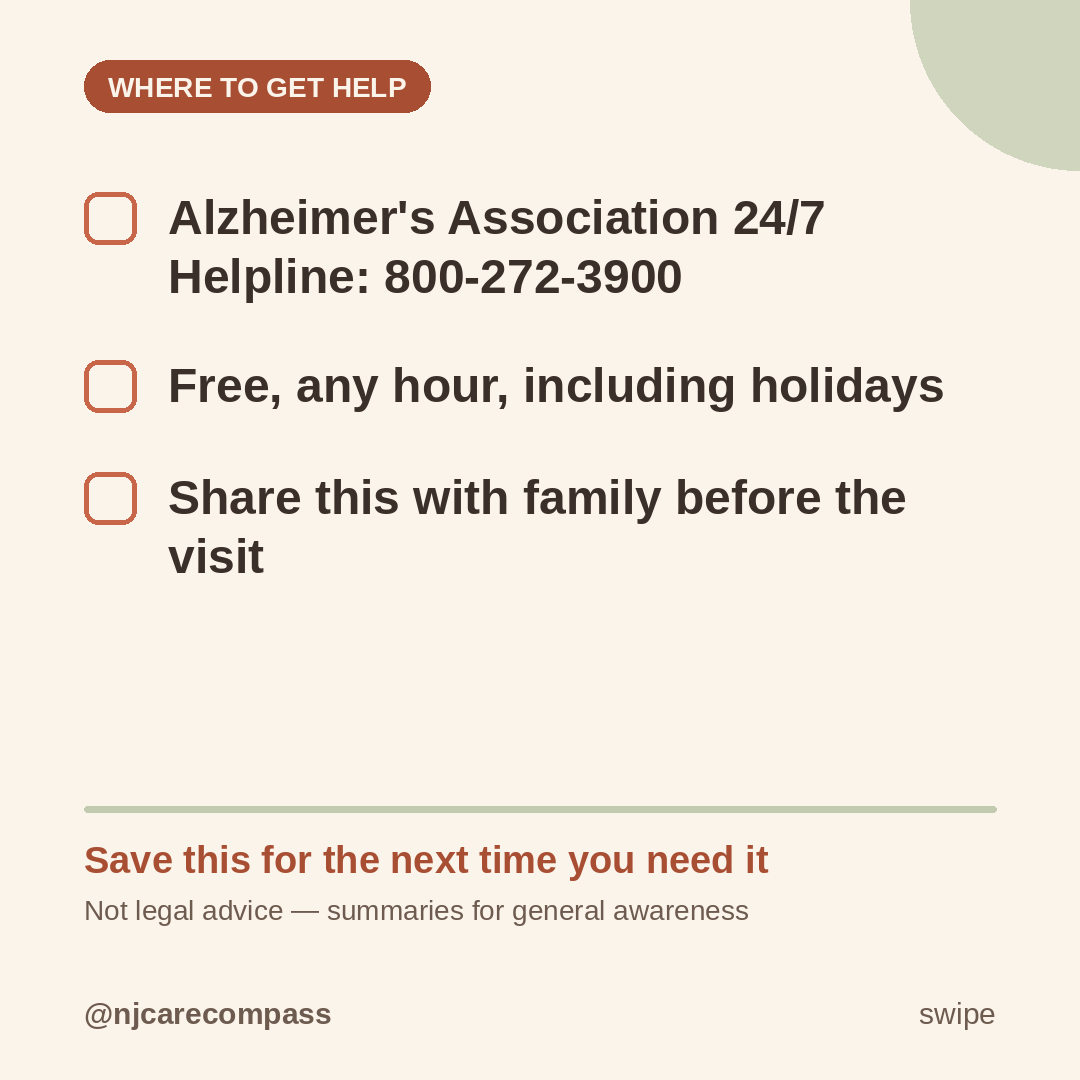 WHERE TO GET HELP
Alzheimer's Association 24/7
Helpline: 800-272-3900
Free, any hour, including holidays
Share this with family before the
visit
Save this for the next time you need it
Not legal advice — summaries for general awareness
@njcarecompass
swipe